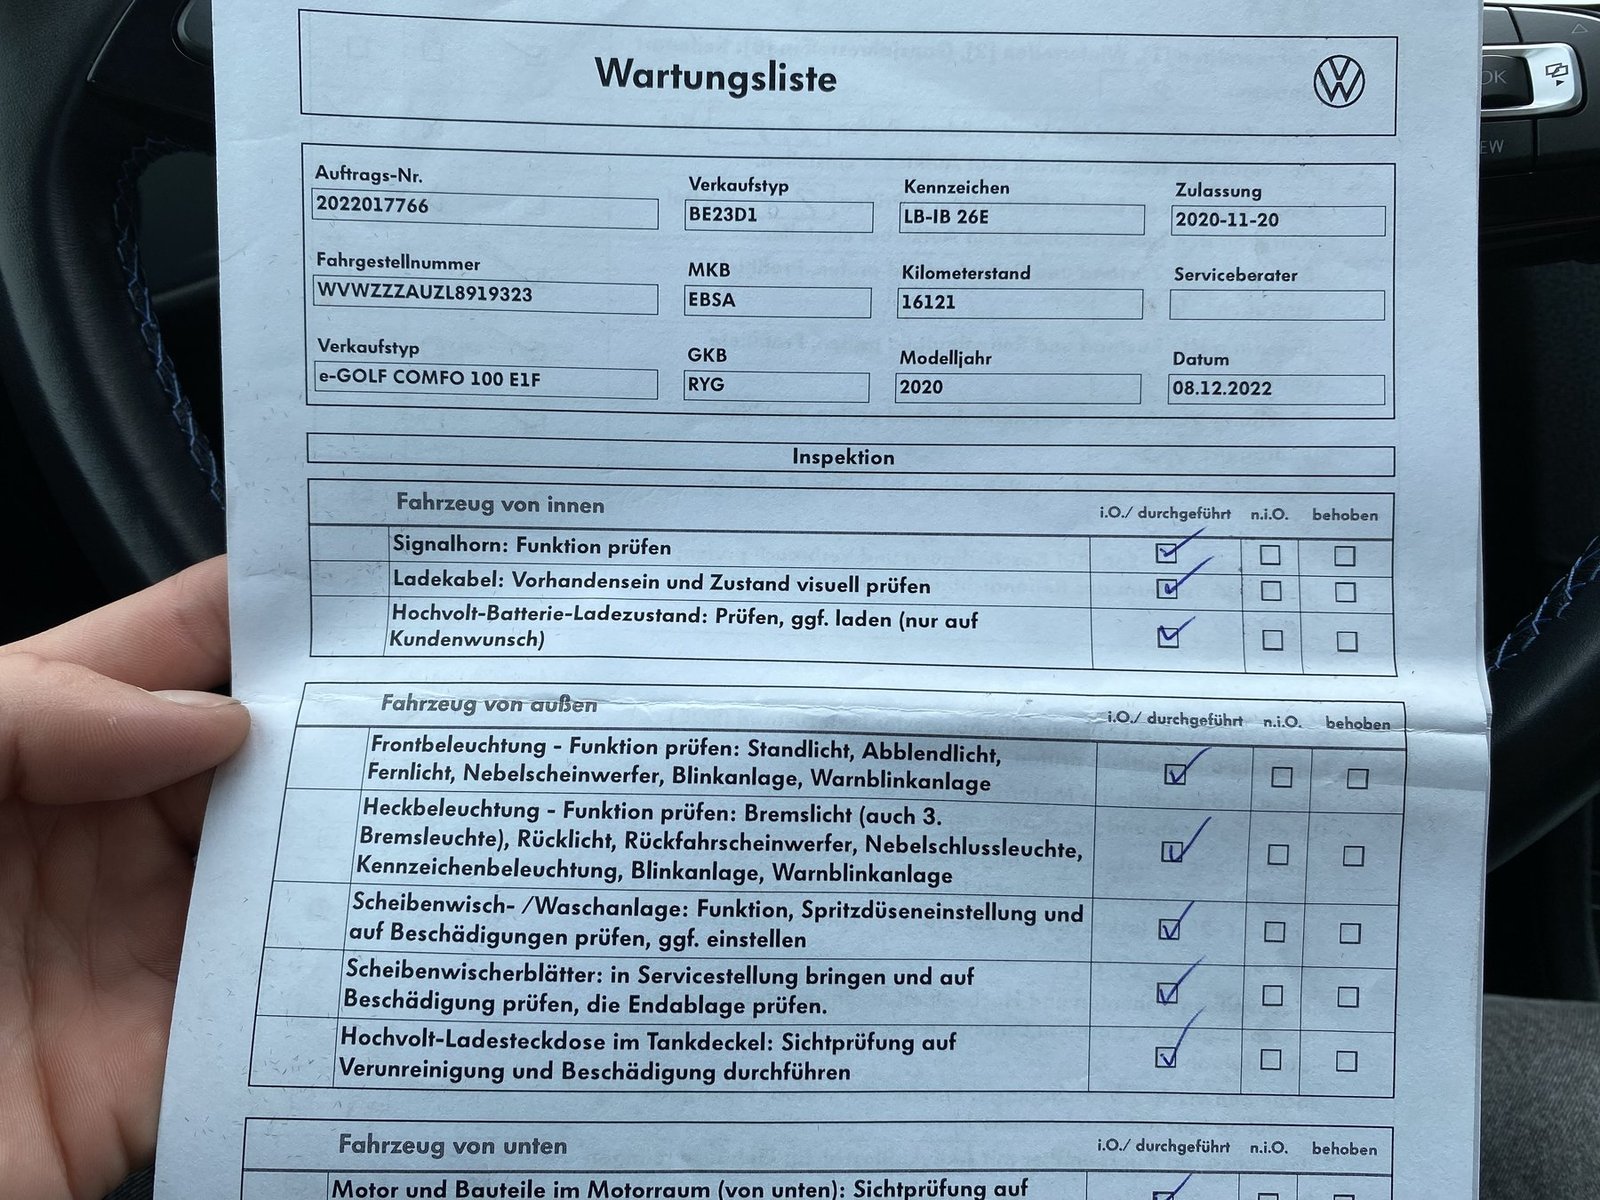 Wartungsliste
Auftrags-Nr. Verkaufstyp Kennzeichen Zulassung
2022017766 BE23D1 LB-IB 26E 2020-11-20
Fahrgestellnummer MKB Kilometerstand Serviceberater
WVWZZZAUZL8919323 EBSA 16121
Verkaufstyp GKB Modelljahr Datum
e-GOLF COMFO 100 E1F RYG 2020 08.12.2022
Inspektion
Fahrzeug von innen i.O./ durchgeführt n.i.O. behoben
Signalhorn: Funktion prüfen
Ladekabel: Vorhandensein und Zustand visuell prüfen
Hochvolt-Batterie-Ladezustand: Prüfen, ggf. laden (nur auf
Kundenwunsch)
Fahrzeug von außen i.O./ durchgeführt n.i.O. behoben
Frontbeleuchtung - Funktion prüfen: Standlicht, Abblendlicht,
Fernlicht, Nebelscheinwerfer, Blinkanlage, Warnblinkanlage
Heckbeleuchtung - Funktion prüfen: Bremslicht (auch 3.
Bremsleuchte), Rücklicht, Rückfahrscheinwerfer, Nebelschlussleuchte,
Kennzeichenbeleuchtung, Blinkanlage, Warnblinkanlage
Scheibenwisch- /Waschanlage: Funktion, Spritzdüseneinstellung und
auf Beschädigungen prüfen, ggf. einstellen
Scheibenwischerblätter: in Servicestellung bringen und auf
Beschädigung prüfen, die Endablage prüfen.
Hochvolt-Ladesteckdose im Tankdeckel: Sichtprüfung auf
Verunreinigung und Beschädigung durchführen
Fahrzeug von unten i.O./ durchgeführt n.i.O. behoben
Motor und Bauteile im Motorraum (von unten): Sichtprüfung auf
OK